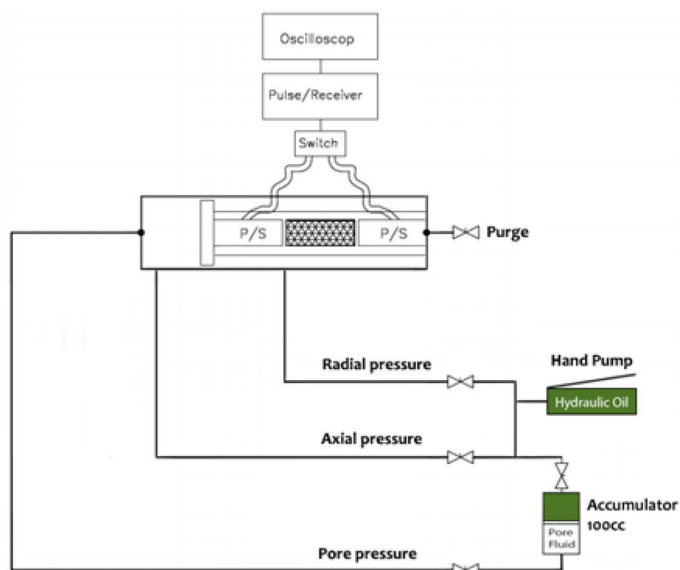 Oscilloscop
Pulse/Receiver
Switch
P/S
P/S
Purge
Radial pressure
Hand Pump
Hydraulic Oil
Axial pressure
Accumulator
100cc
Pore
Fluid
Pore pressure